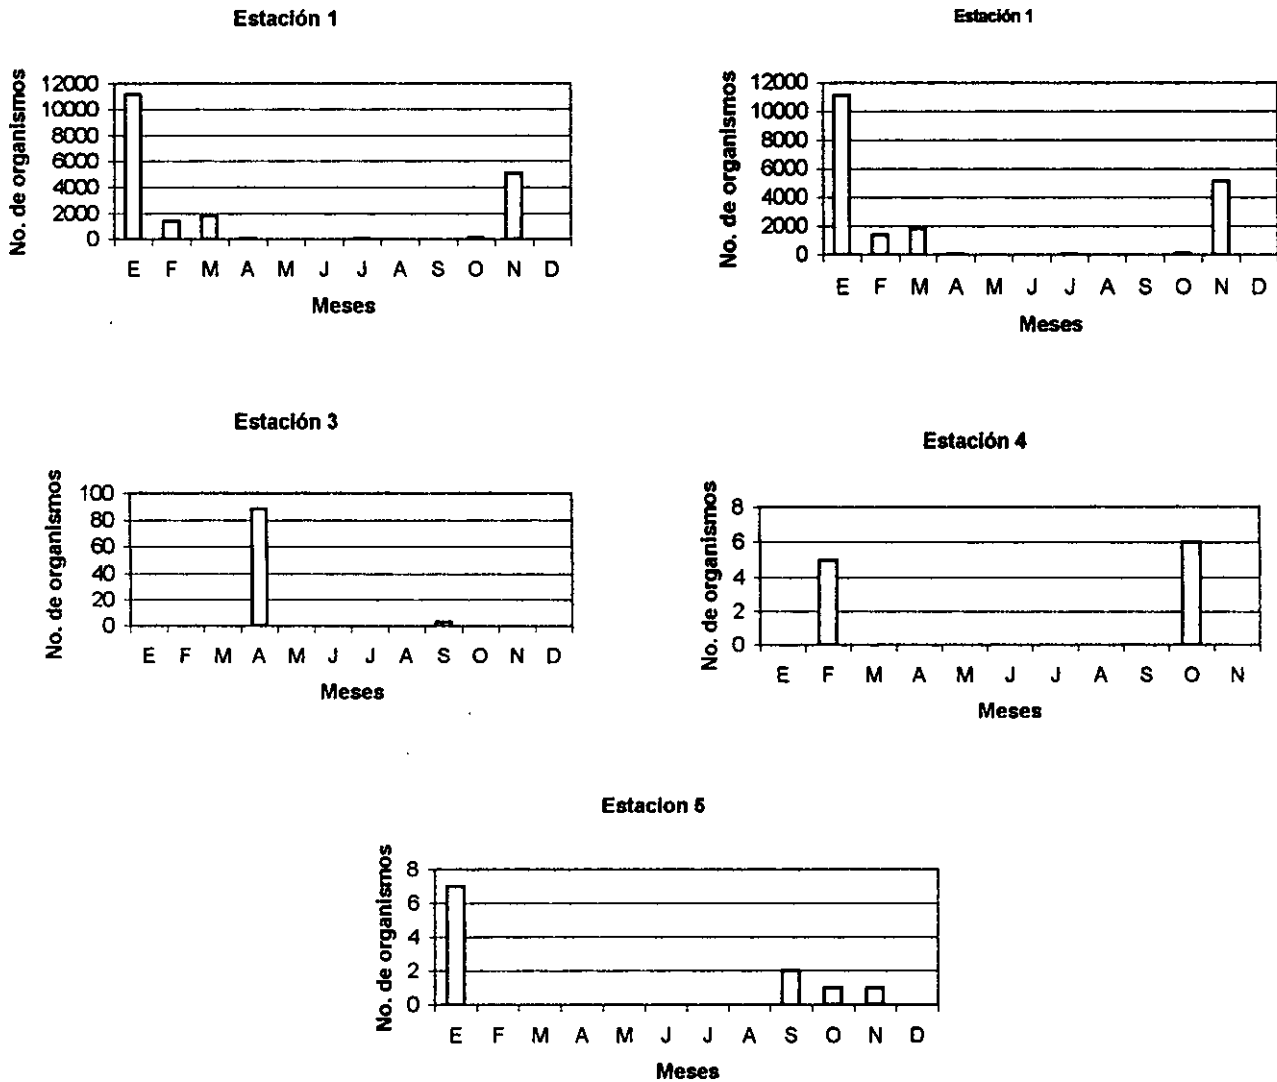 Estación 1
No. de organismos
12000
10000
8000
6000
4000
2000
0
E F M A M J J A S O N D
Meses
Estación 1
No. de organismos
12000
10000
8000
6000
4000
2000
0
E F M A M J J A S O N D
Meses
Estación 3
No. de organismos
100
80
60
40
20
0
E F M A M J J A S O N D
Meses
Estación 4
No. de organismos
8
6
4
2
0
E F M A M J J A S O N
Meses
Estacion 5
No. de organismos
8
6
4
2
0
E F M A M J J A S O N D
Meses